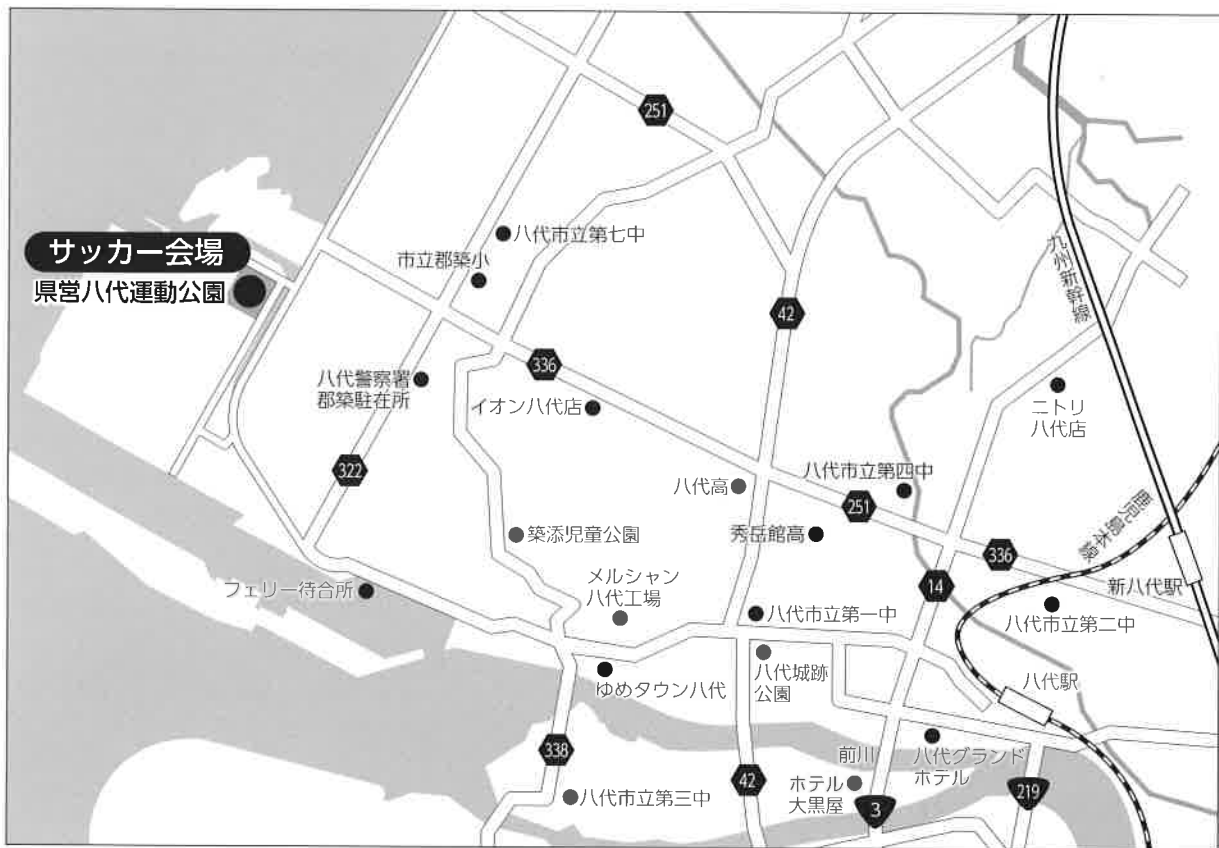 251
八代市立第七中
サッカー会場
県営八代運動公園
市立郡築小
42
九州新幹線
336
八代警察署
郡築駐在所
イオン八代店
ニトリ
八代店
322
八代高
八代市立第四中
251
鹿児島本線
築添児童公園
秀岳館高
336
14
新八代駅
フェリー待合所
メルシャン
八代工場
八代市立第一中
八代市立第二中
ゆめタウン八代
八代城跡
公園
八代駅
338
42
前川
八代グランド
ホテル
八代市立第三中
ホテル
大黒屋
3
219